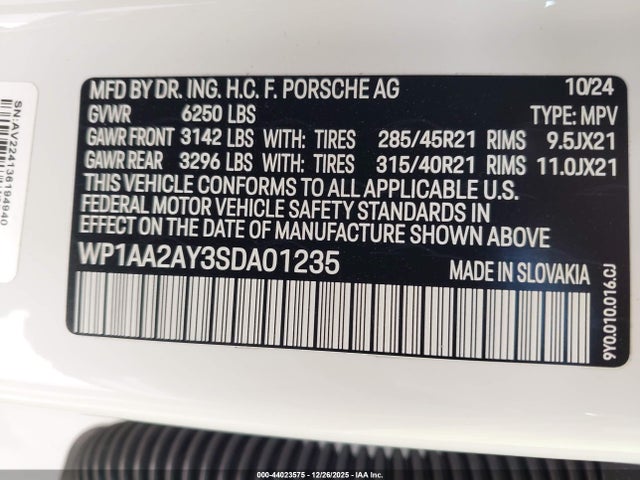 MFD BY DR. ING. H.C. F. PORSCHE AG 10/24
GVWR 6250 LBS TYPE: MPV
GAWR FRONT 3142 LBS WITH: TIRES 285/45R21 RIMS 9.5JX21
GAWR REAR 3296 LBS WITH: TIRES 315/40R21 RIMS 11.0JX21
THIS VEHICLE CONFORMS TO ALL APPLICABLE U.S.
FEDERAL MOTOR VEHICLE SAFETY STANDARDS IN
EFFECT ON THE DATE OF MANUFACTURE SHOWN ABOVE
WP1AA2AY3SDA01235 MADE IN SLOVAKIA
9Y0.010.016.CJ
SN:AV2241361949​40
000-44023575 - 12/26/2025 - IAA Inc.